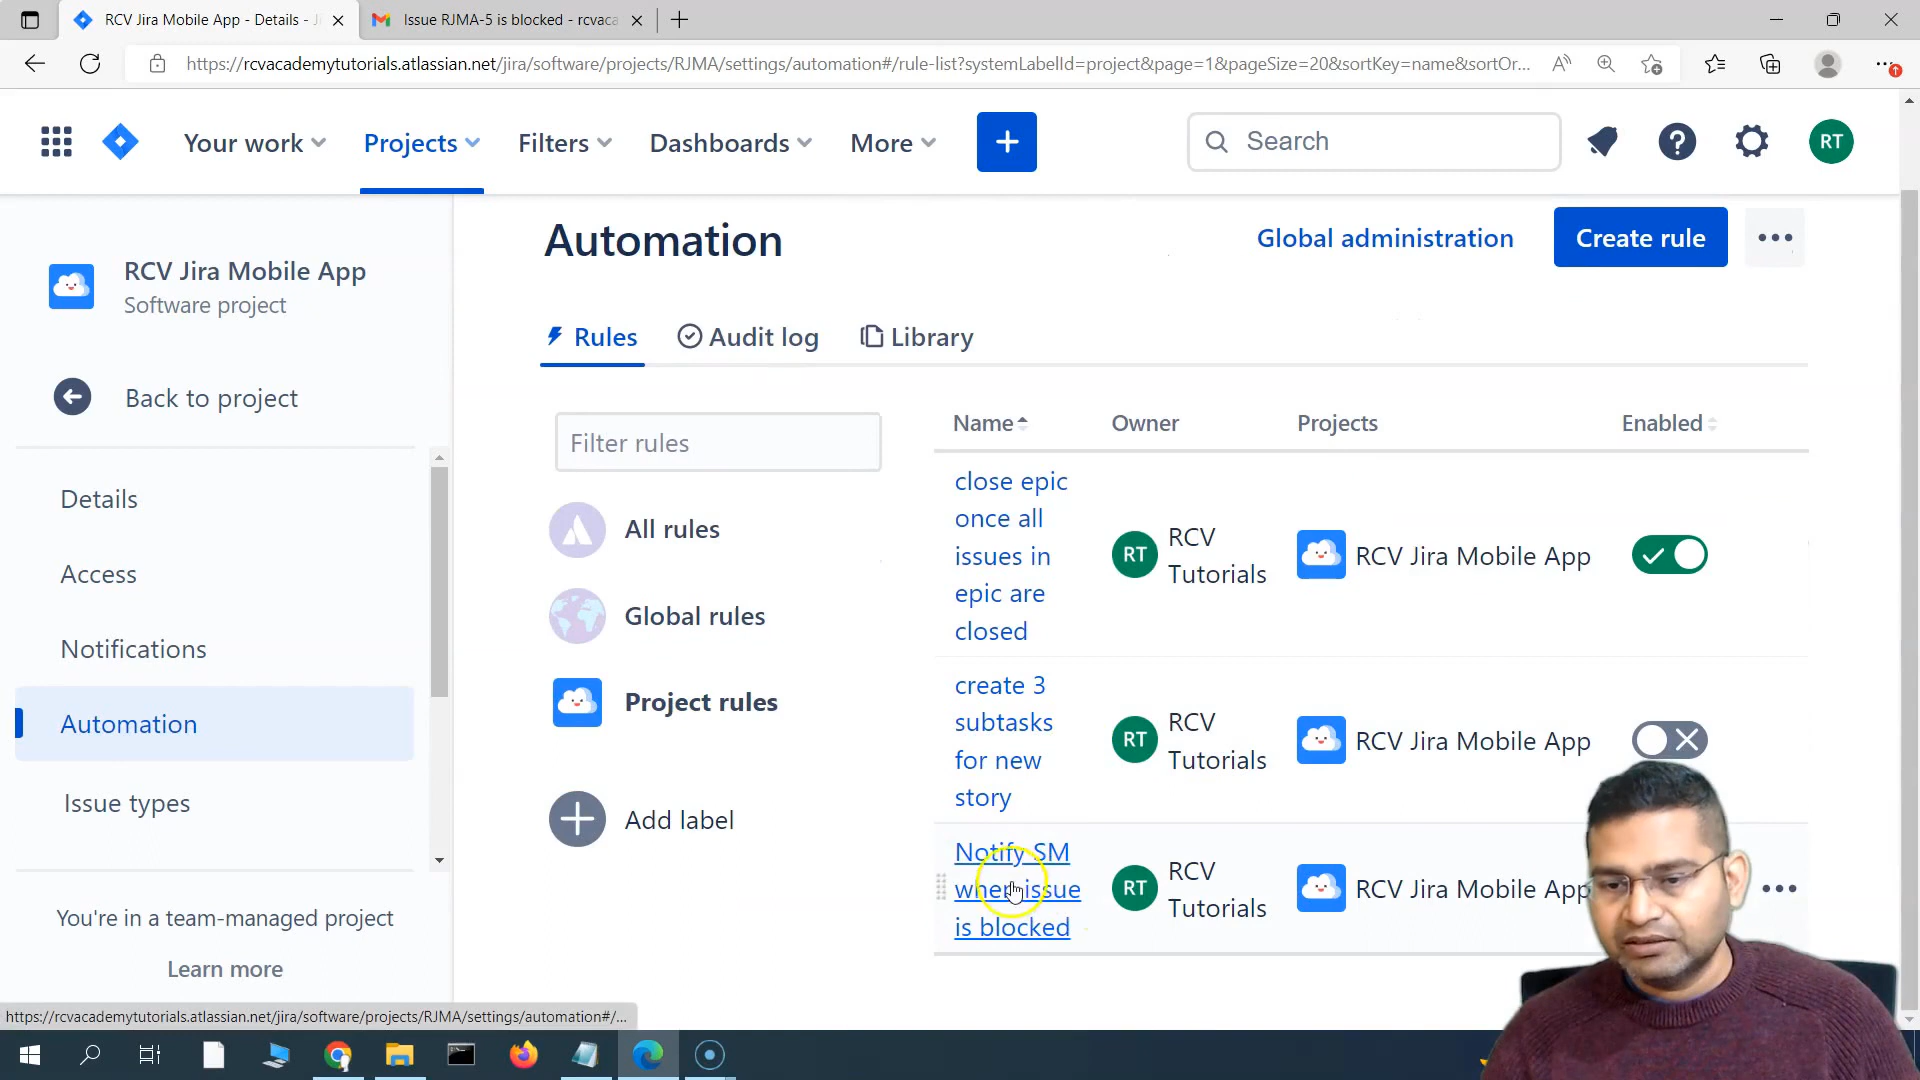 RCV Jira Mobile App - Details - Ji
Issue RJMA-5 is blocked - rcvaca
https://rcvacademytutorials.atlassian.net/jira/software/projects/RJMA/settings/automation#/rule-list?systemLabelId=project&page=1&pageSize=20&sortKey=name&sortOr...
Your work
Projects
Filters
Dashboards
More
Search
RT
RCV Jira Mobile App
Software project
Back to project
Details
Access
Notifications
Automation
Issue types
You're in a team-managed project
Learn more
Automation
Global administration
Create rule
Rules
Audit log
Library
Filter rules
All rules
Global rules
Project rules
Add label
Name
Owner
Projects
Enabled
close epic
once all
issues in
epic are
closed
RT
RCV
Tutorials
RCV Jira Mobile App
create 3
subtasks
for new
story
RT
RCV
Tutorials
RCV Jira Mobile App
Notify SM
when issue
is blocked
RT
RCV
Tutorials
RCV Jira Mobile App
https://rcvacademytutorials.atlassian.net/jira/software/projects/RJMA/settings/automation#/...